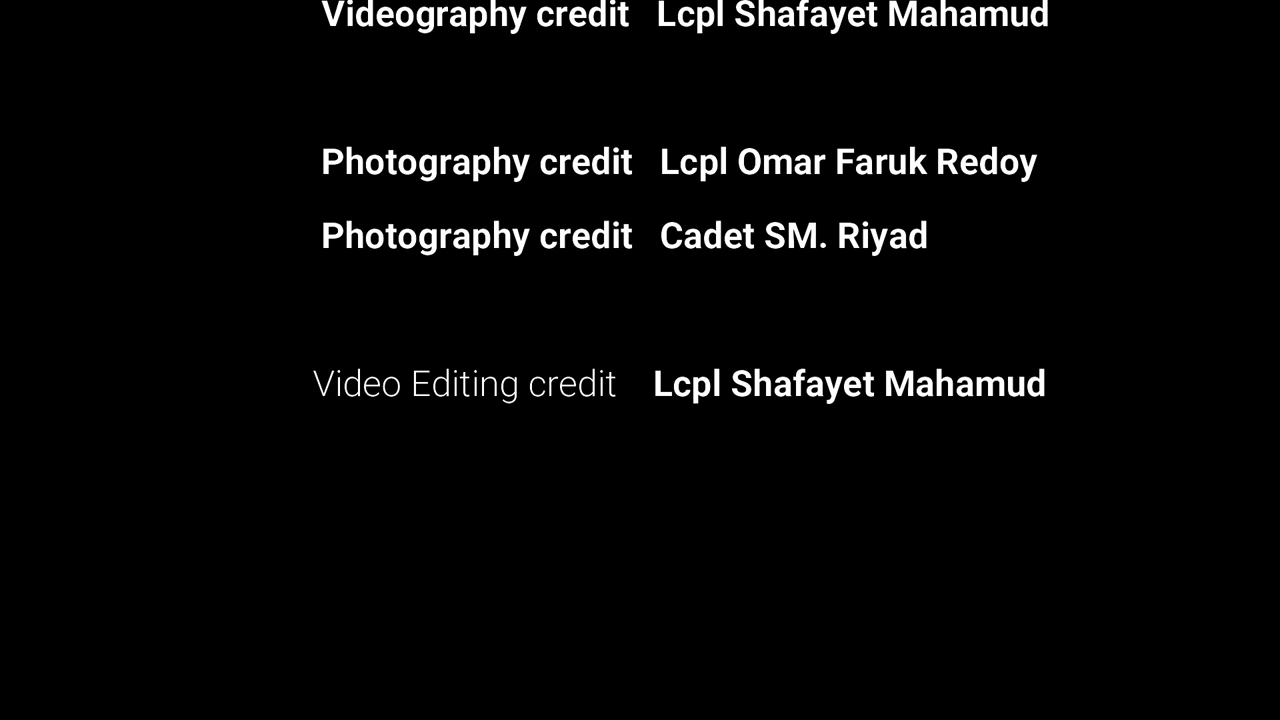 Videography credit Lcpl Shafayet Mahamud
Photography credit Lcpl Omar Faruk Redoy
Photography credit Cadet SM. Riyad
Video Editing credit Lcpl Shafayet Mahamud